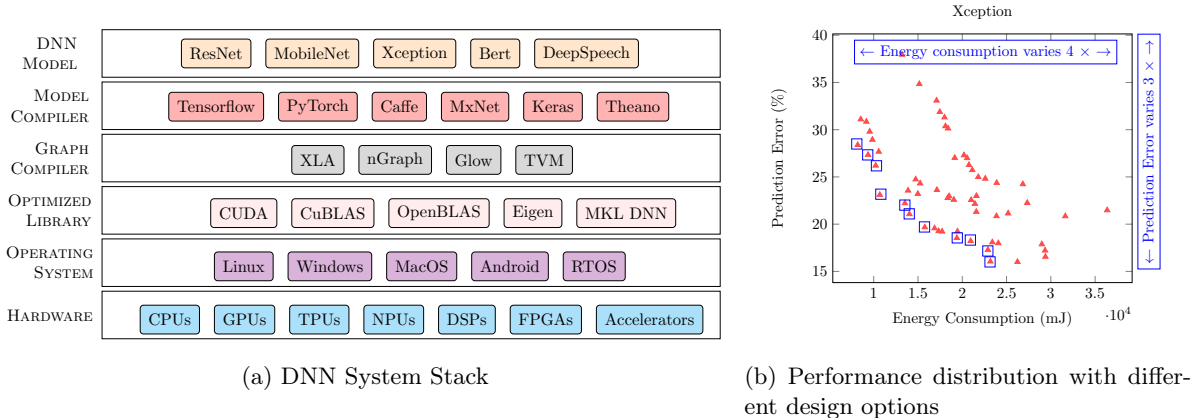 DNN
MODEL
ResNet MobileNet Xception Bert DeepSpeech
MODEL
COMPILER
Tensorflow PyTorch Caffe MxNet Keras Theano
GRAPH
COMPILER
XLA nGraph Glow TVM
OPTIMIZED
LIBRARY
CUDA CuBLAS OpenBLAS Eigen MKL DNN
OPERATING
SYSTEM
Linux Windows MacOS Android RTOS
HARDWARE
CPUs GPUs TPUs NPUs DSPs FPGAs Accelerators
(a) DNN System Stack
Xception
← Energy consumption varies 4 × →
← Prediction Error varies 3 × →
Prediction Error (%)
40
35
30
25
20
15
1 1.5 2 2.5 3 3.5
·10⁴
Energy Consumption (mJ)
(b) Performance distribution with differ-
ent design options